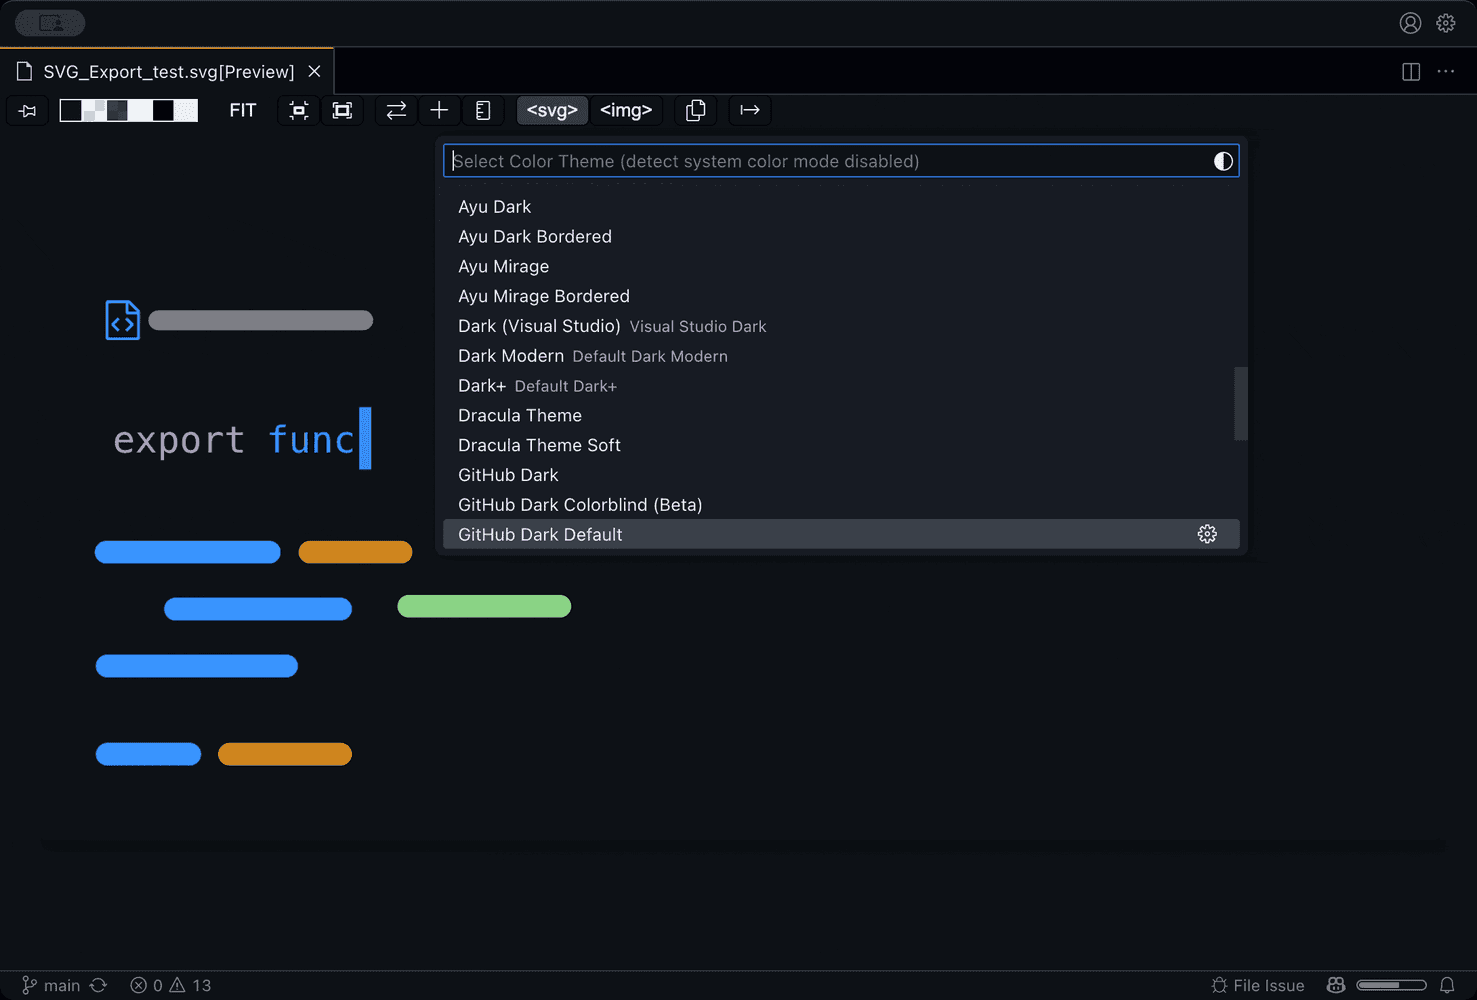 SVG_Export_test.svg[Preview]
FIT
<svg> <img>
Select Color Theme (detect system color mode disabled)
Ayu Dark
Ayu Dark Bordered
Ayu Mirage
Ayu Mirage Bordered
Dark (Visual Studio) Visual Studio Dark
Dark Modern Default Dark Modern
Dark+ Default Dark+
Dracula Theme
Dracula Theme Soft
GitHub Dark
GitHub Dark Colorblind (Beta)
GitHub Dark Default
export func
main 0 13 File Issue